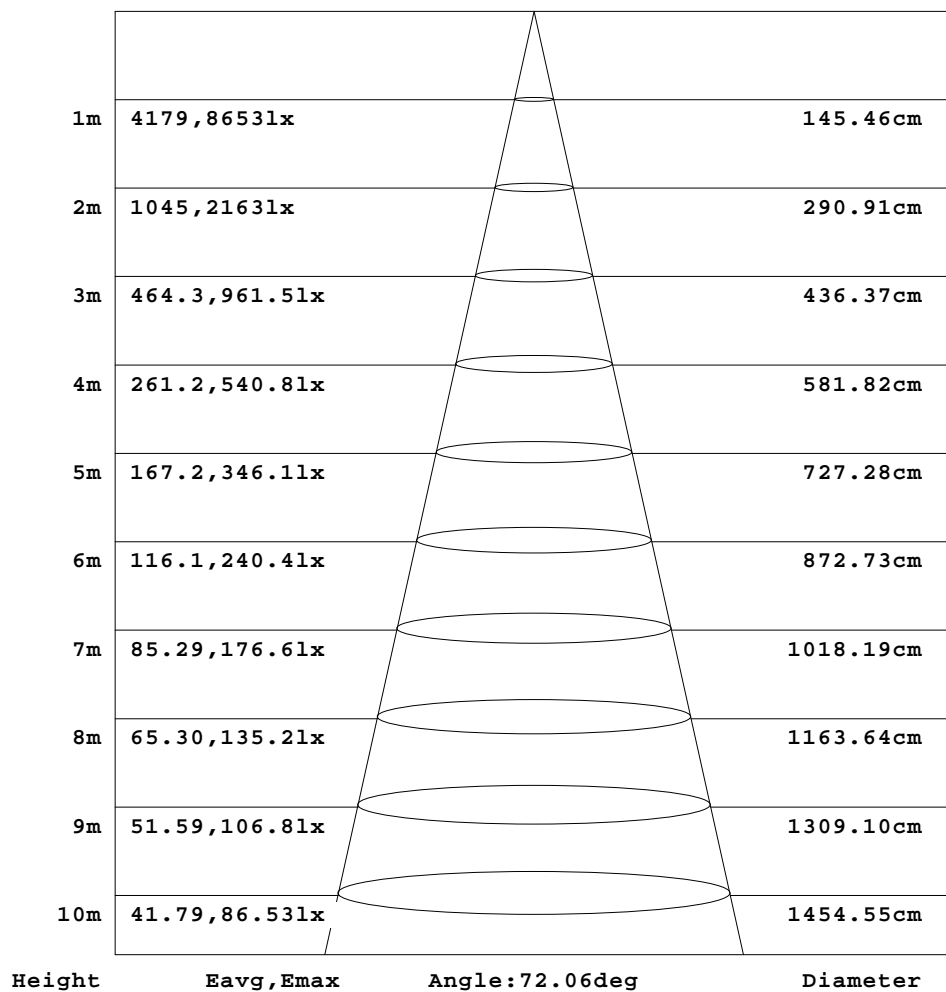 1m 4179,8653lx 145.46cm
2m 1045,2163lx 290.91cm
3m 464.3,961.5lx 436.37cm
4m 261.2,540.8lx 581.82cm
5m 167.2,346.1lx 727.28cm
6m 116.1,240.4lx 872.73cm
7m 85.29,176.6lx 1018.19cm
8m 65.30,135.2lx 1163.64cm
9m 51.59,106.8lx 1309.10cm
10m 41.79,86.53lx 1454.55cm
Height Eavg,Emax Angle:72.06deg Diameter